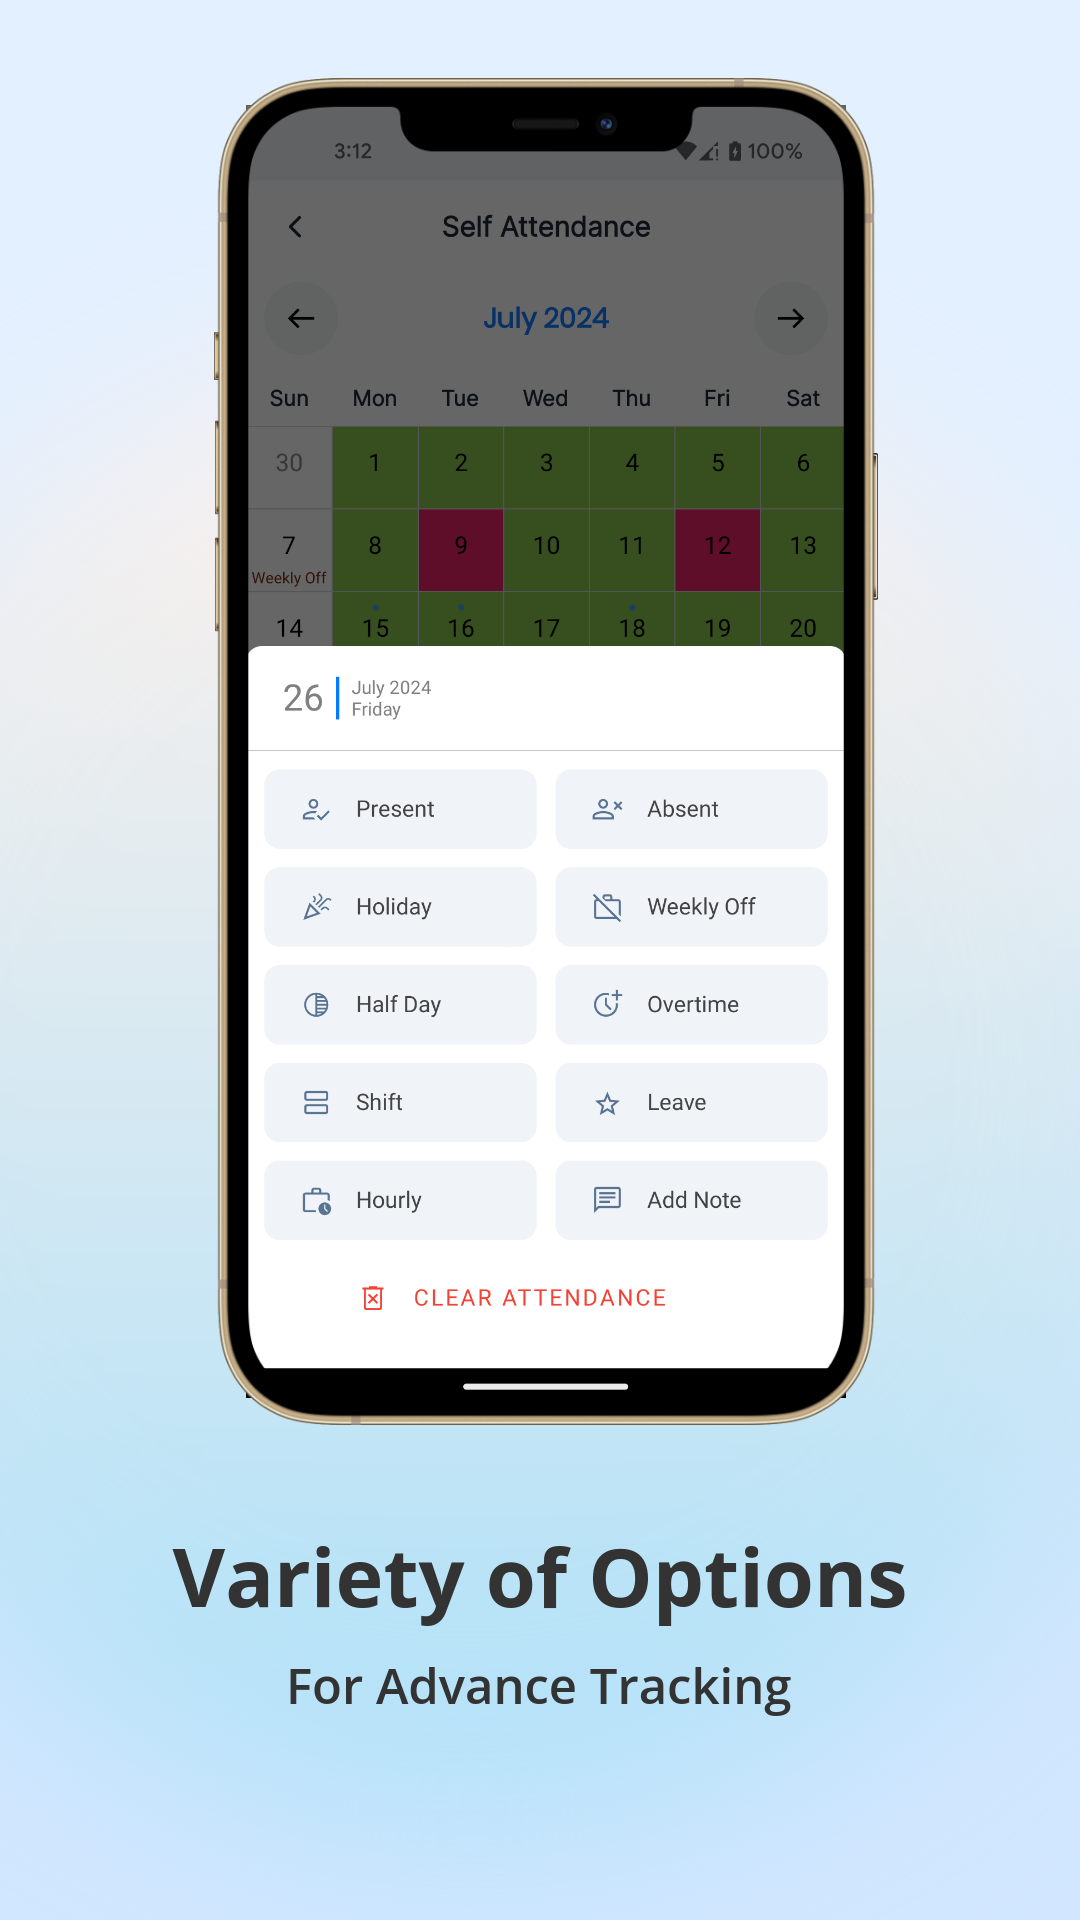 3:12 100%
Self Attendance
July 2024
Sun Mon Tue Wed Thu Fri Sat
30 1 2 3 4 5 6
7 8 9 10 11 12 13
Weekly Off
14 15 16 17 18 19 20
26 July 2024
Friday
Present Absent
Holiday Weekly Off
Half Day Overtime
Shift Leave
Hourly Add Note
CLEAR ATTENDANCE
Variety of Options
For Advance Tracking